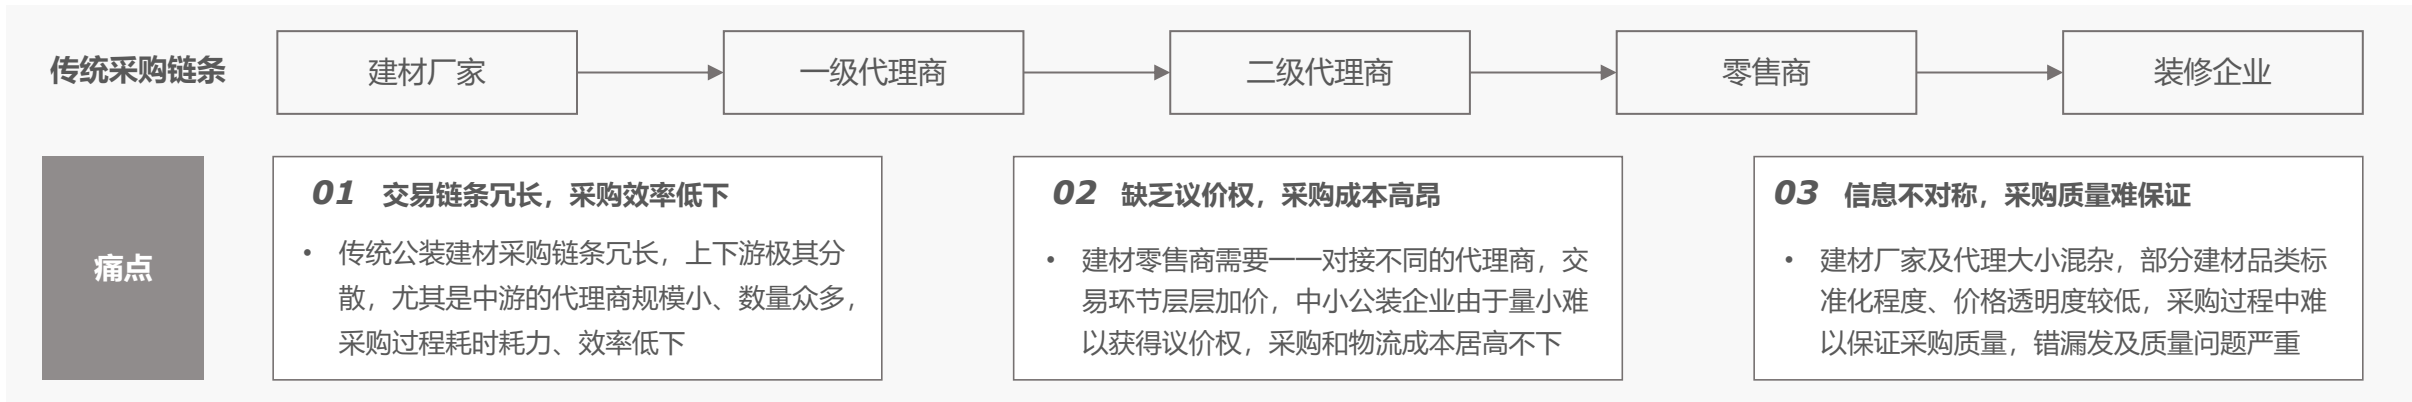 传统采购链条
建材厂家
一级代理商
二级代理商
零售商
装修企业
痛点
01 交易链条冗长，采购效率低下
• 传统公装建材采购链条冗长，上下游极其分
散，尤其是中游的代理商规模小、数量众多，
采购过程耗时耗力、效率低下
02 缺乏议价权，采购成本高昂
• 建材零售商需要一一对接不同的代理商，交
易环节层层加价，中小公装企业由于量小难
以获得议价权，采购和物流成本居高不下
03 信息不对称，采购质量难保证
• 建材厂家及代理大小混杂，部分建材品类标
准化程度、价格透明度较低，采购过程中难
以保证采购质量，错漏发及质量问题严重